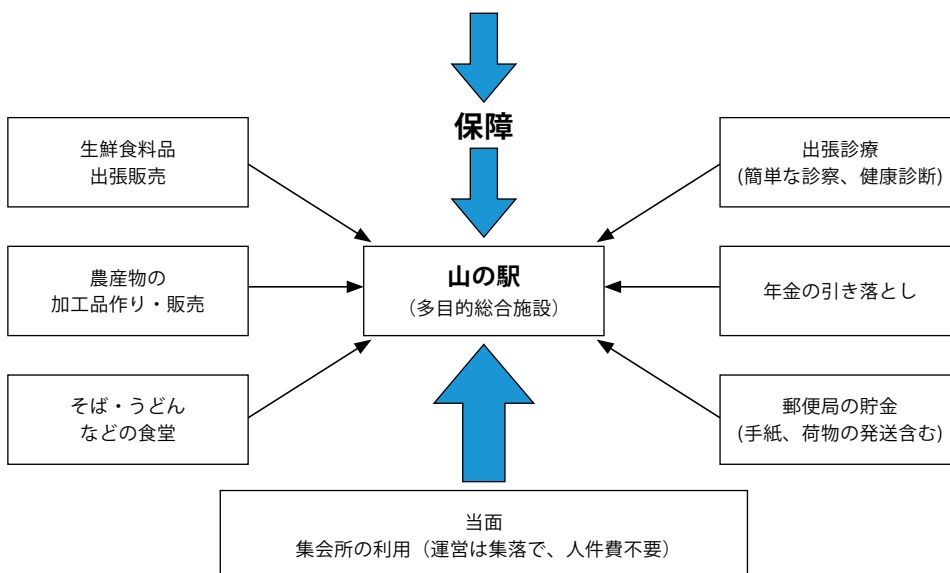 保障
生鮮食料品
出張販売
農産物の
加工品作り・販売
そば・うどん
などの食堂
山の駅
（多目的総合施設）
出張診療
(簡単な診察、健康診断)
年金の引き落とし
郵便局の貯金
(手紙、荷物の発送含む)
当面
集会所の利用（運営は集落で、人件費不要）